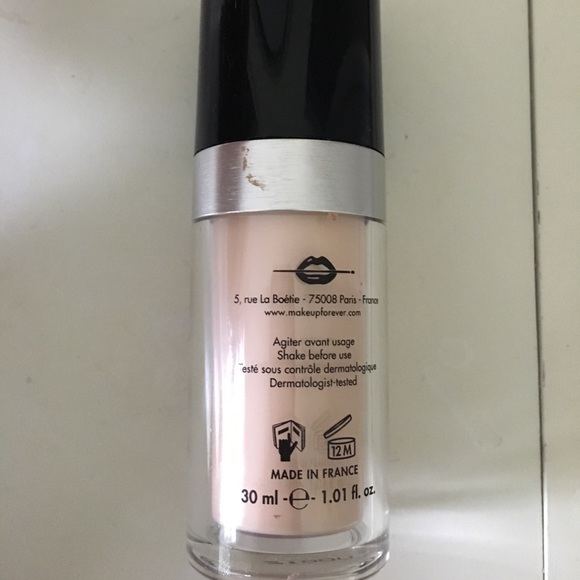 5, rue La Boétie - 75008 Paris - France
www.makeupforever.com
Agiter avant usage
Shake before use
Testé sous contrôle dermatologique
Dermatologist-tested
12M
MADE IN FRANCE
30 ml -e- 1.01 fl. oz.